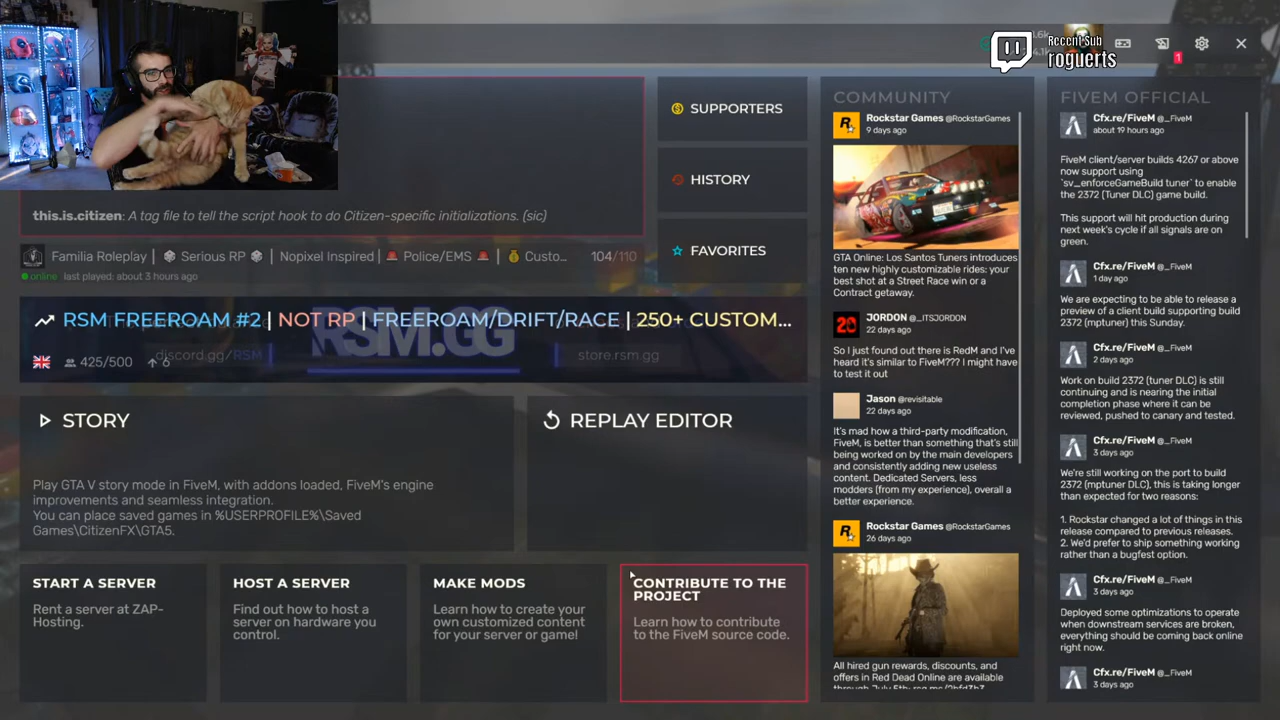 Recent Sub
roguerts
1
this.is.citizen: A tag file to tell the script hook to do Citizen-specific initializations. (sic)
Familia Roleplay | Serious RP | Nopixel Inspired | Police/EMS | Custo... 104/110
online last played: about 3 hours ago
RSM FREEROAM #2 | NOT RP | FREEROAM/DRIFT/RACE | 250+ CUSTOM...
425/500 6
discord.gg/RSM
RSM.GG
store.rsm.gg
STORY
Play GTA V story mode in FiveM, with addons loaded, FiveM's engine
improvements and seamless integration.
You can place saved games in %USERPROFILE%\Saved
Games\CitizenFX\GTA5.
REPLAY EDITOR
START A SERVER
Rent a server at ZAP-
Hosting.
HOST A SERVER
Find out how to host a
server on hardware you
control.
MAKE MODS
Learn how to create your
own customized content
for your server or game!
CONTRIBUTE TO THE
PROJECT
Learn how to contribute
to the FiveM source code.
SUPPORTERS
HISTORY
FAVORITES
COMMUNITY
Rockstar Games @RockstarGames
9 days ago
GTA Online: Los Santos Tuners introduces
ten new highly customizable rides: your
best shot at a Street Race win or a
Contract getaway.
20
JORDON @_ITSJORDON
22 days ago
So I just found out there is RedM and I've
heard it's similar to FiveM??? I might have
to test it out
Jason @revisitable
22 days ago
It's mad how a third-party modification,
FiveM, is better than something that's still
being worked on by the main developers
and consistently adding new useless
content. Dedicated Servers, less
modders (from my experience), overall a
better experience.
Rockstar Games @RockstarGames
26 days ago
All hired gun rewards, discounts, and
offers in Red Dead Online are available
FIVEM OFFICIAL
Cfx.re/FiveM @_FiveM
about 19 hours ago
FiveM client/server builds 4267 or above
now support using
`sv_enforceGameBuild tuner` to enable
the 2372 (Tuner DLC) game build.
This support will hit production during
next week's cycle if all signals are on
green.
Cfx.re/FiveM @_FiveM
1 day ago
We are expecting to be able to release a
preview of a client build supporting build
2372 (mptuner) this Sunday.
Cfx.re/FiveM @_FiveM
2 days ago
Work on build 2372 (tuner DLC) is still
continuing and is nearing the initial
completion phase where it can be
reviewed, pushed to canary and tested.
Cfx.re/FiveM @_FiveM
3 days ago
We're still working on the port to build
2372 (mptuner DLC), this is taking longer
than expected for two reasons:
1. Rockstar changed a lot of things in this
release compared to previous releases.
2. We'd prefer to ship something working
rather than a bugfest option.
Cfx.re/FiveM @_FiveM
3 days ago
Deployed some optimizations to operate
when downstream services are broken,
everything should be coming back online
right now.
Cfx.re/FiveM @_FiveM
3 days ago